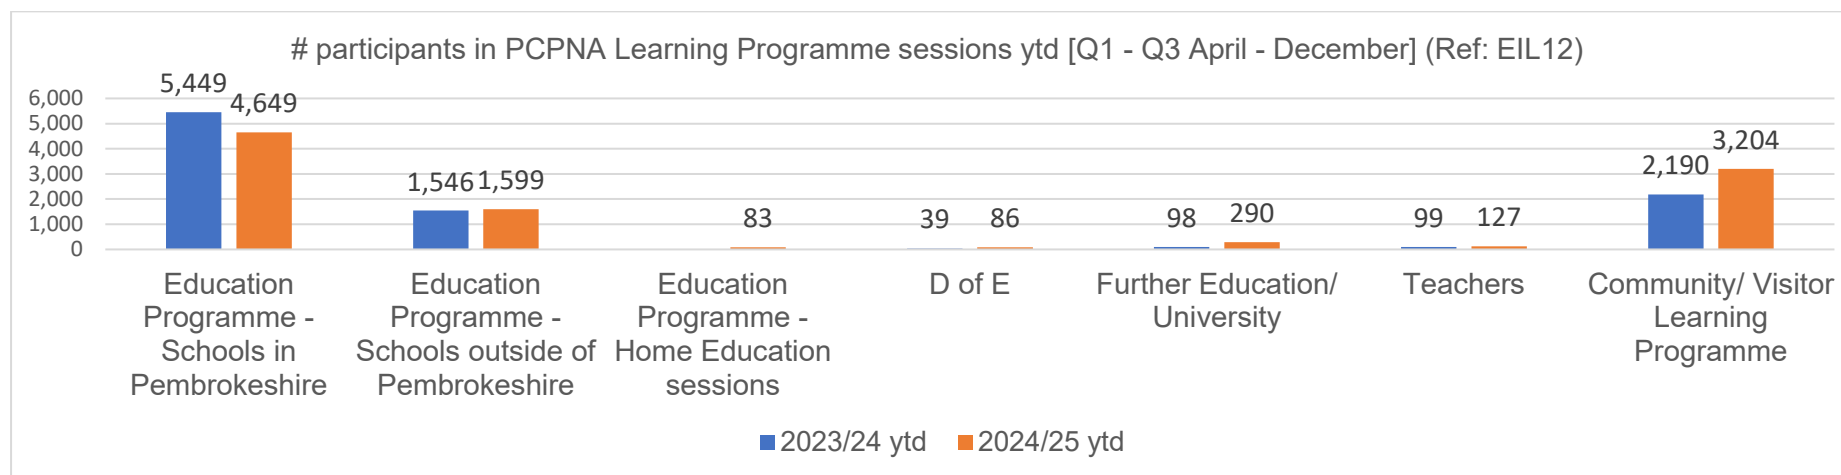 # participants in PCPNA Learning Programme sessions ytd [Q1 - Q3 April - December] (Ref: EIL12)
6,000
5,000
4,000
3,000
2,000
1,000
0
5,449
4,649
1,546
1,599
83
39
86
98
290
99
127
2,190
3,204
Education
Programme -
Schools in
Pembrokeshire
Education
Programme -
Schools outside of
Pembrokeshire
Education
Programme -
Home Education
sessions
D of E
Further Education/
University
Teachers
Community/ Visitor
Learning
Programme
2023/24 ytd
2024/25 ytd